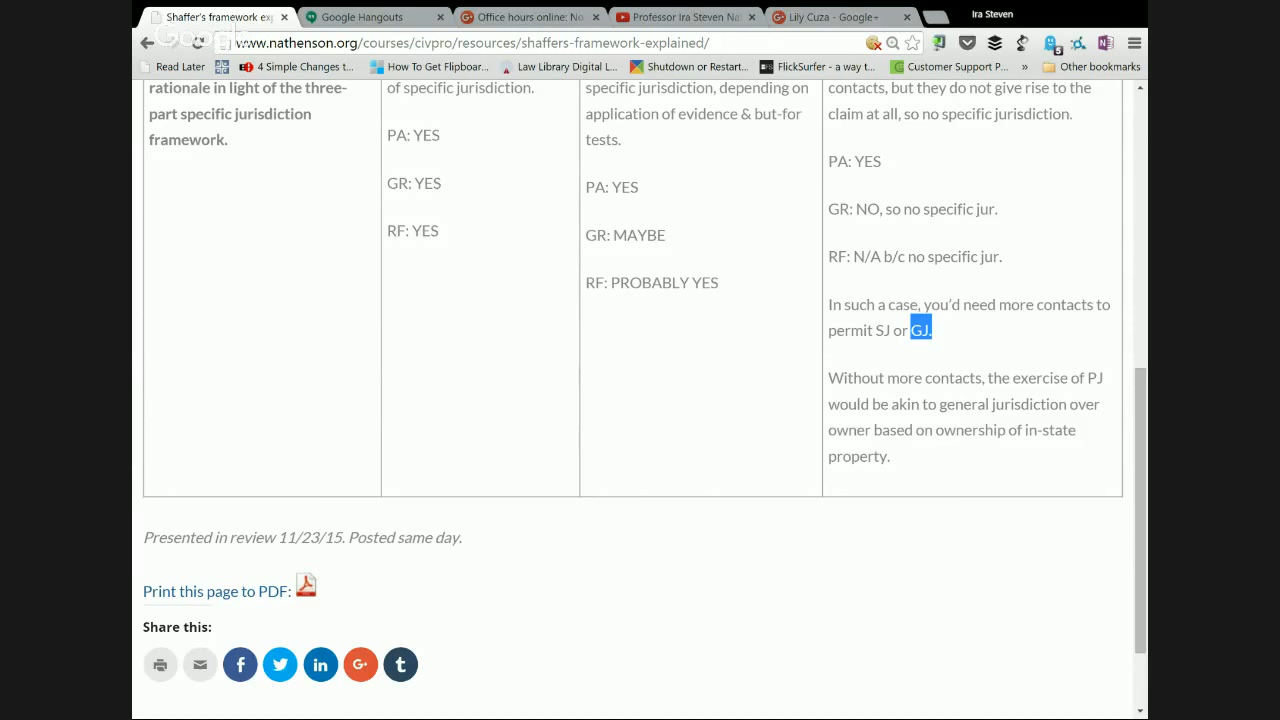 Shaffer's framework exp
Google Hangouts
Office hours online: No
Professor Ira Steven Nat
Lily Cuza - Google+
Ira Steven
Google
www.nathenson.org/courses/civpro/resources/shaffers-framework-explained/
5
Read Later
4 Simple Changes t...
How To Get Flipboar...
Law Library Digital L...
Shutdown or Restart...
FlickSurfer - a way t...
Customer Support P...
»
Other bookmarks
rationale in light of the three-
part specific jurisdiction
framework.
of specific jurisdiction.
PA: YES
GR: YES
RF: YES
specific jurisdiction, depending on
application of evidence & but-for
tests.
PA: YES
GR: MAYBE
RF: PROBABLY YES
contacts, but they do not give rise to the
claim at all, so no specific jurisdiction.
PA: YES
GR: NO, so no specific jur.
RF: N/A b/c no specific jur.
In such a case, you'd need more contacts to
permit SJ or GJ.
Without more contacts, the exercise of PJ
would be akin to general jurisdiction over
owner based on ownership of in-state
property.
Presented in review 11/23/15. Posted same day.
Print this page to PDF:
Share this: